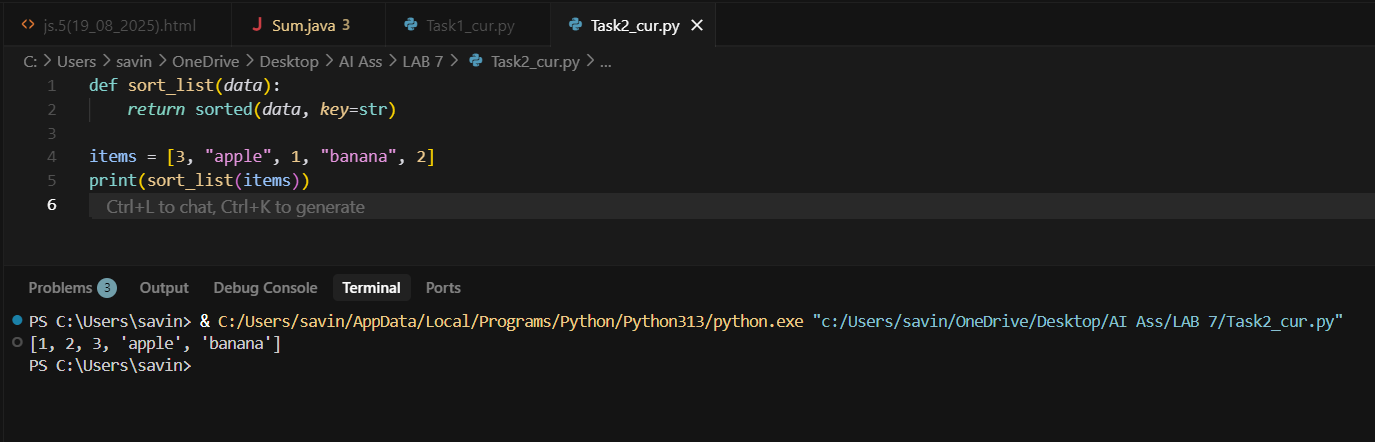 js.5(19_08_2025).html Sum.java 3 Task1_cur.py Task2_cur.py
C: > Users > savin > OneDrive > Desktop > AI Ass > LAB 7 > Task2_cur.py > ...
1 def sort_list(data):
2 return sorted(data, key=str)
3
4 items = [3, "apple", 1, "banana", 2]
5 print(sort_list(items))
6 Ctrl+L to chat, Ctrl+K to generate
Problems 3 Output Debug Console Terminal Ports
PS C:\Users\savin> & C:/Users/savin/AppData/Local/Programs/Python/Python313/python.exe "c:/Users/savin/OneDrive/Desktop/AI Ass/LAB 7/Task2_cur.py"
[1, 2, 3, 'apple', 'banana']
PS C:\Users\savin>